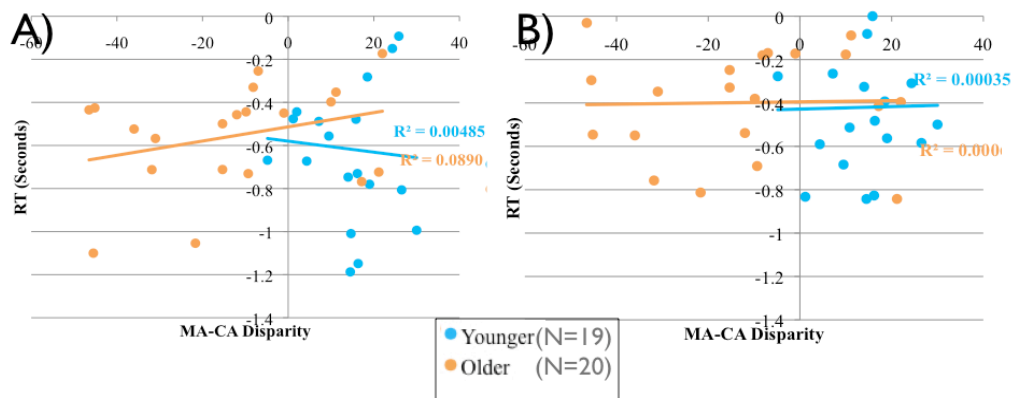 A)
B)
-60 -40 -20 0 20 40
-0
-0.2
-0.4
-0.6
-0.8
-1
-1.2
-1.4
RT (Seconds)
R² = 0.00485
R² = 0.0890
MA-CA Disparity
-60 -40 -20 0 20 40
-0
-0.2
-0.4
-0.6
-0.8
-1
-1.2
-1.4
RT (Seconds)
R² = 0.00035
MA-CA Disparity
Younger (N=19)
Older (N=20)